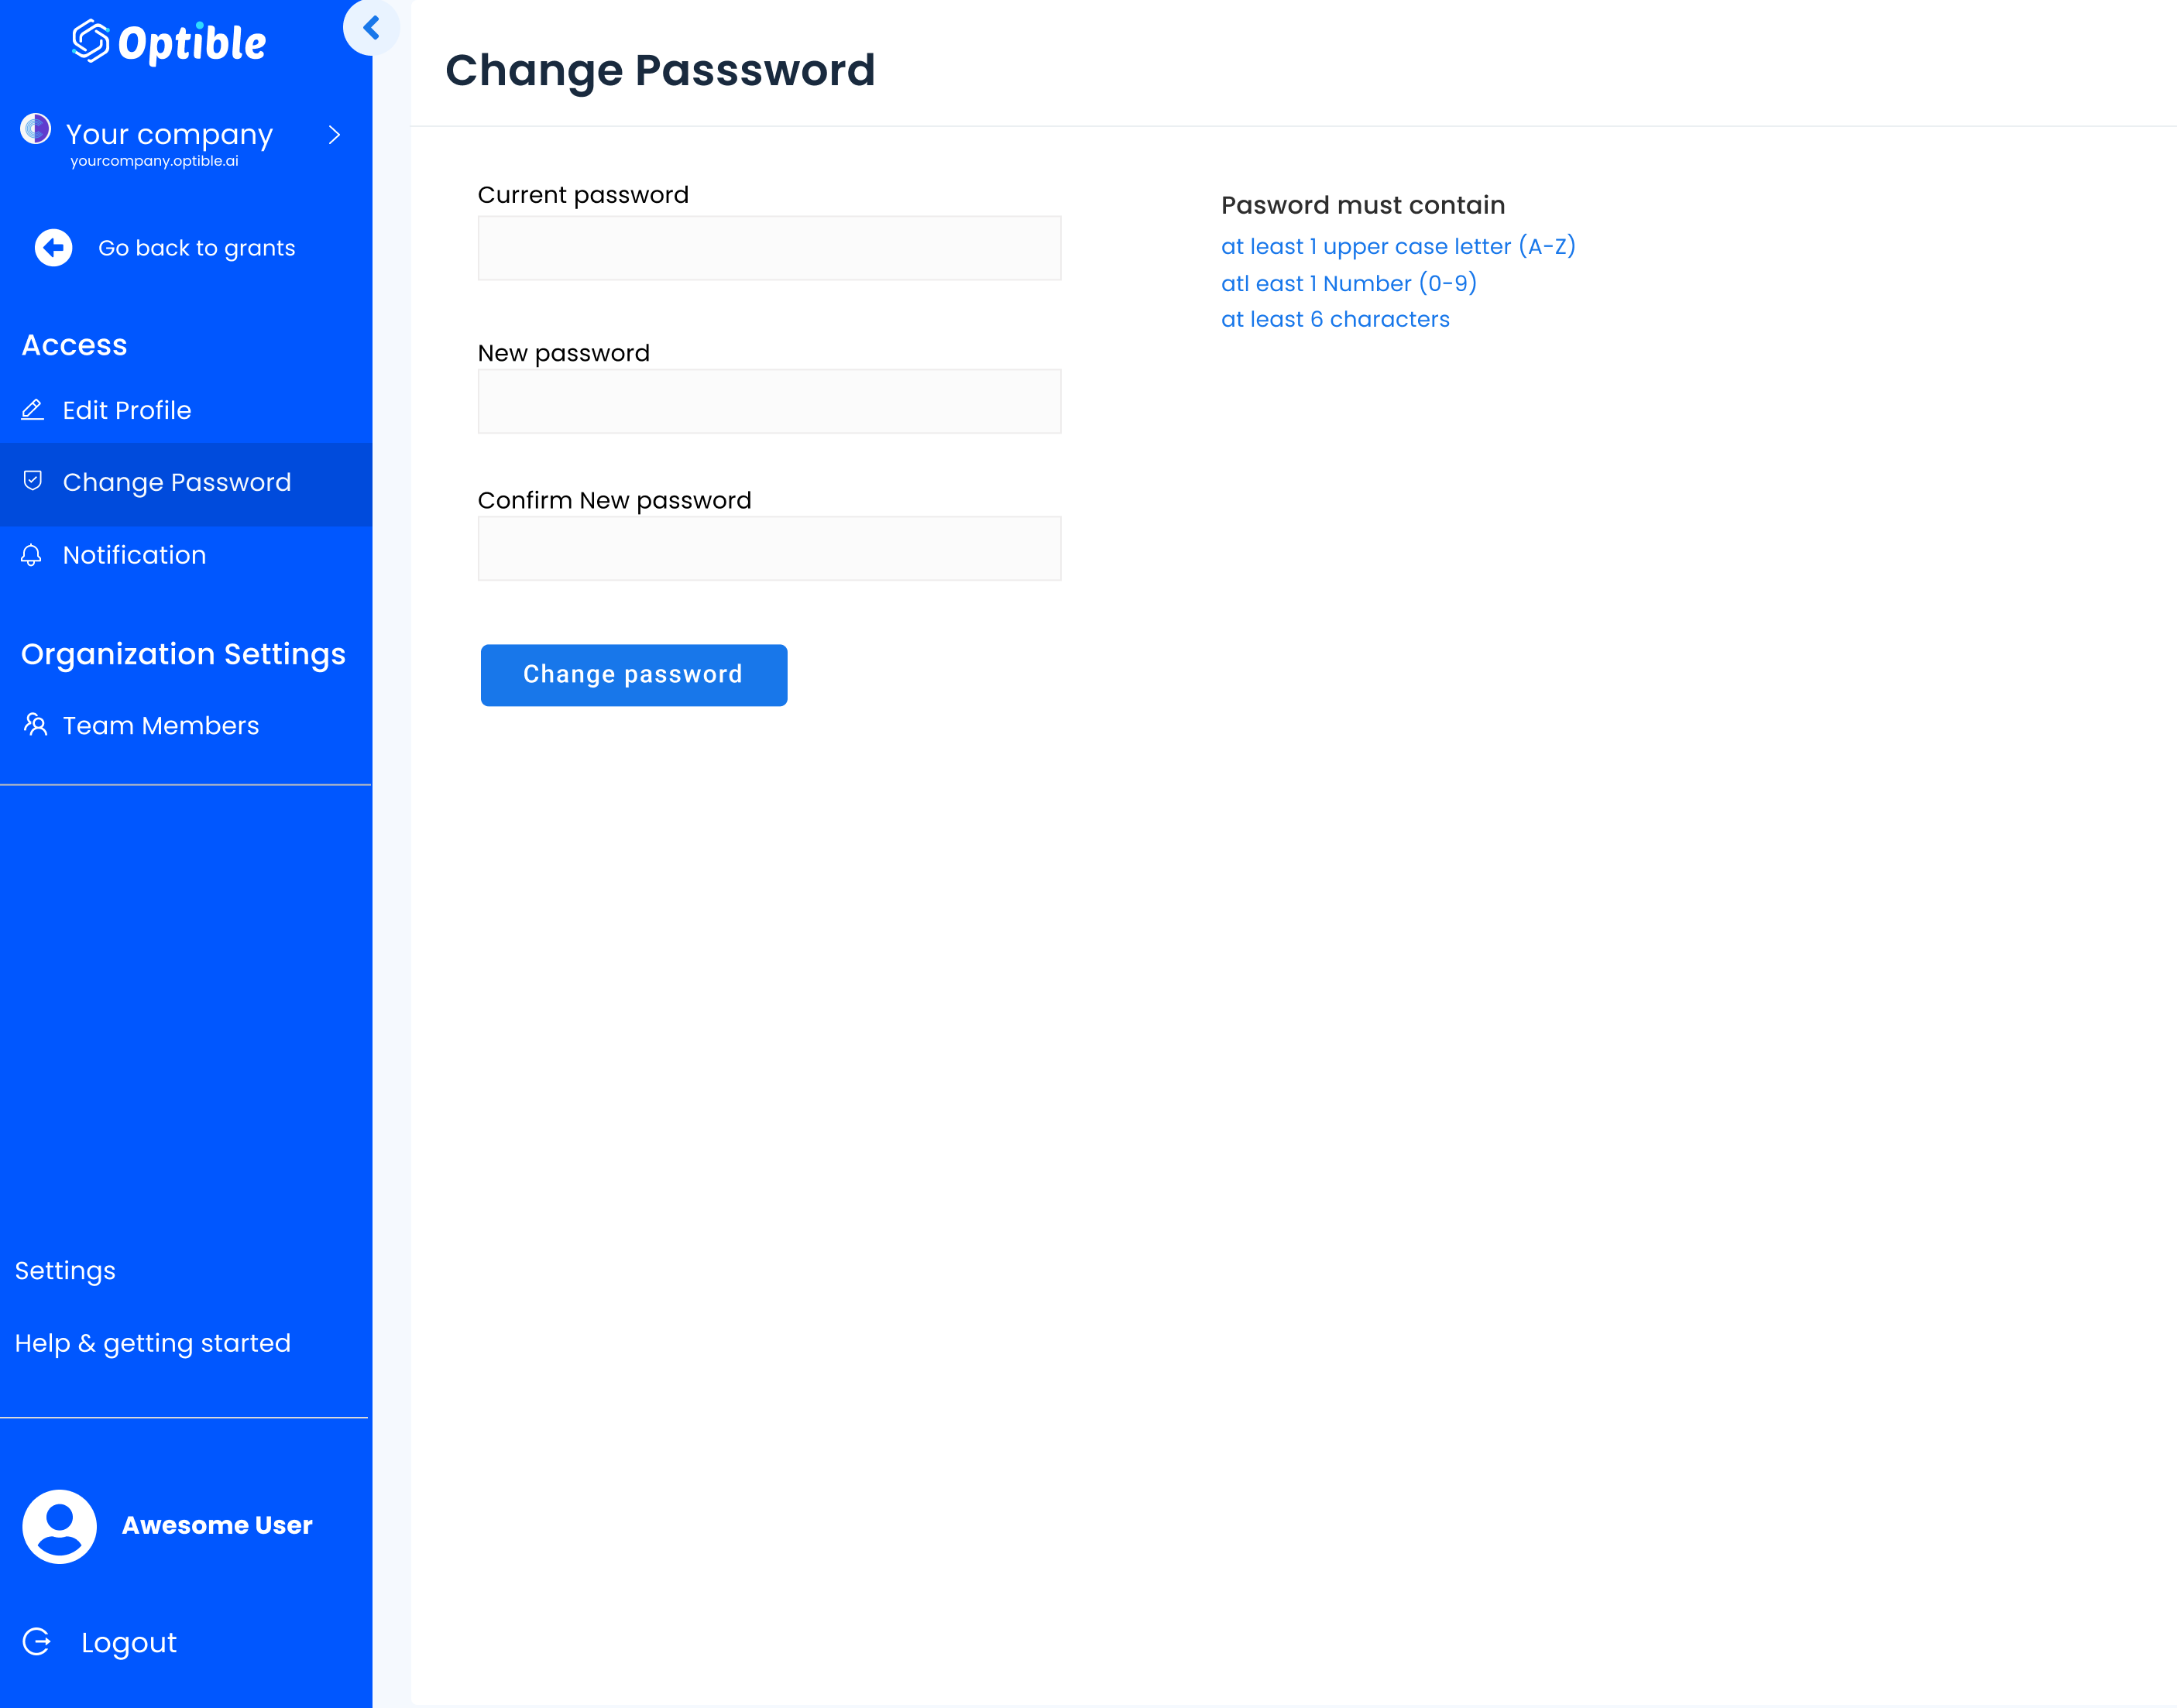 Optible
Your company
yourcompany.optible.ai
Go back to grants
Access
Edit Profile
Change Password
Notification
Organization Settings
Team Members
Settings
Help & getting started
Awesome User
Logout
Change Passsword
Current password
New password
Confirm New password
Change password
Pasword must contain
at least 1 upper case letter (A-Z)
atl east 1 Number (0-9)
at least 6 characters